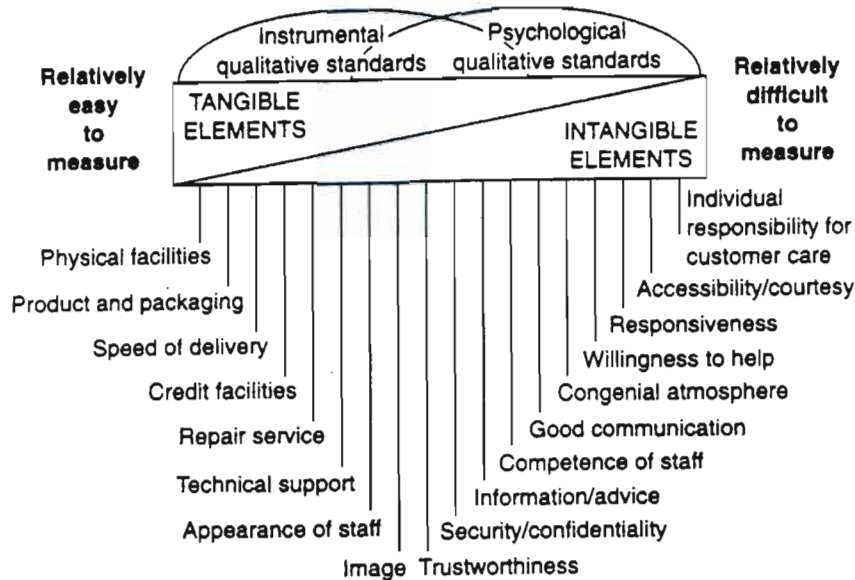 Instrumental
qualitative standards
Psychological
qualitative standards
Relatively
easy
to
measure
Relatively
difficult
to
measure
TANGIBLE
ELEMENTS
INTANGIBLE
ELEMENTS
Physical facilities
Product and packaging
Speed of delivery
Credit facilities
Repair service
Technical support
Appearance of staff
Image
Trustworthiness
Security/confidentiality
Information/advice
Competence of staff
Good communication
Congenial atmosphere
Willingness to help
Responsiveness
Accessibility/courtesy
Individual
responsibility for
customer care